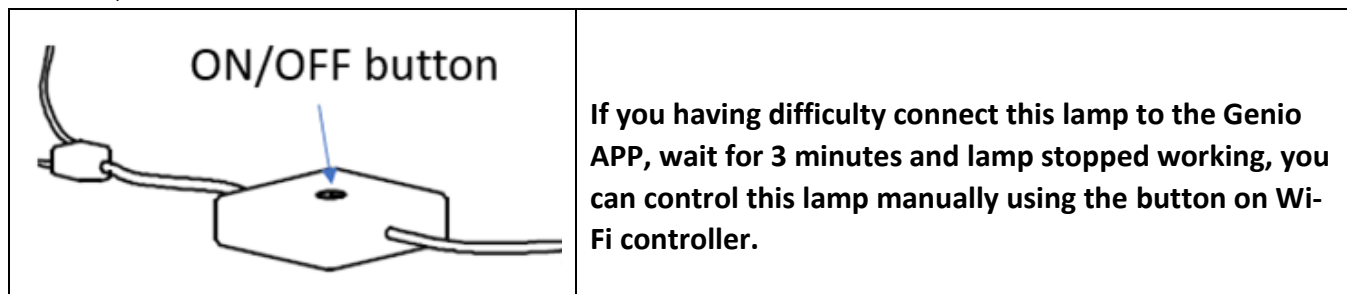 ON/OFF button
If you having difficulty connect this lamp to the Genio
APP, wait for 3 minutes and lamp stopped working, you
can control this lamp manually using the button on Wi-
Fi controller.